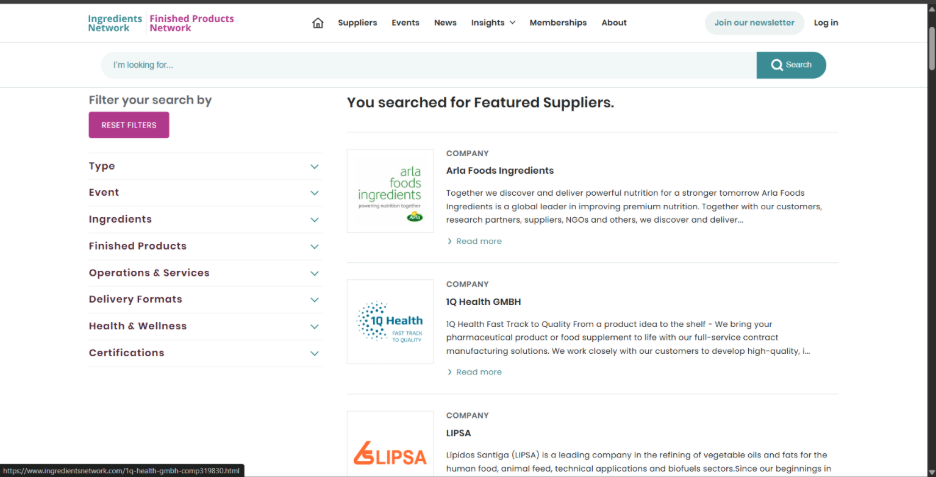 Ingredients Network
Finished Products Network
Suppliers
Events
News
Insights
Memberships
About
Join our newsletter
Log in
I'm looking for...
Search
Filter your search by
RESET FILTERS
Type
Event
Ingredients
Finished Products
Operations & Services
Delivery Formats
Health & Wellness
Certifications
You searched for Featured Suppliers.
arla
foods
ingredients
powering nutrition together
Arla
COMPANY
Arla Foods Ingredients
Together we discover and deliver powerful nutrition for a stronger tomorrow Arla Foods
Ingredients is a global leader in improving premium nutrition. Together with our customers,
research partners, suppliers, NGOs and others, we discover and deliver...
Read more
1Q Health
FAST TRACK
TO QUALITY
COMPANY
1Q Health GMBH
1Q Health Fast Track to Quality From a product idea to the shelf - We bring your
pharmaceutical product or food supplement to life with our full-service contract
manufacturing solutions. We work closely with our customers to develop high-quality, i...
Read more
LIPSA
COMPANY
LIPSA
Lipidos Santiga (LIPSA) is a leading company in the refining of vegetable oils and fats for the
human food, animal feed, technical applications and biofuels sectors.Since our beginnings in
https://www.ingredientsnetwork.com/1q-health-gmbh-comp319830.html